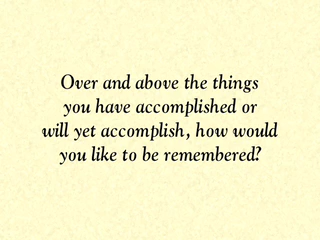 Over and above the things
you have accomplished or
will yet accomplish, how would
you like to be remembered?